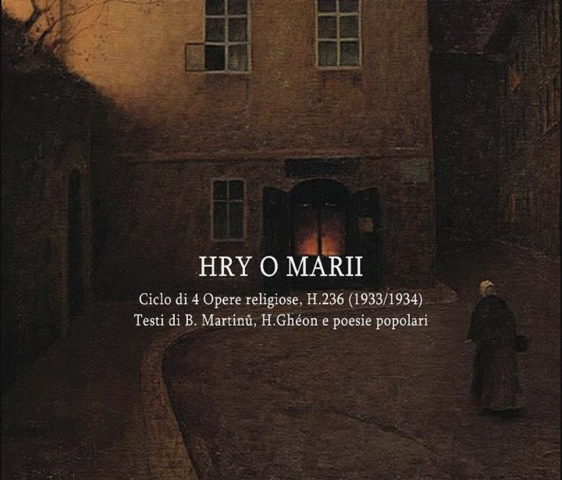 HRY O MARII
Ciclo di 4 Opere religiose, H.236 (1933/1934)
Testi di B. Martinů, H.Ghéon e poesie popolari